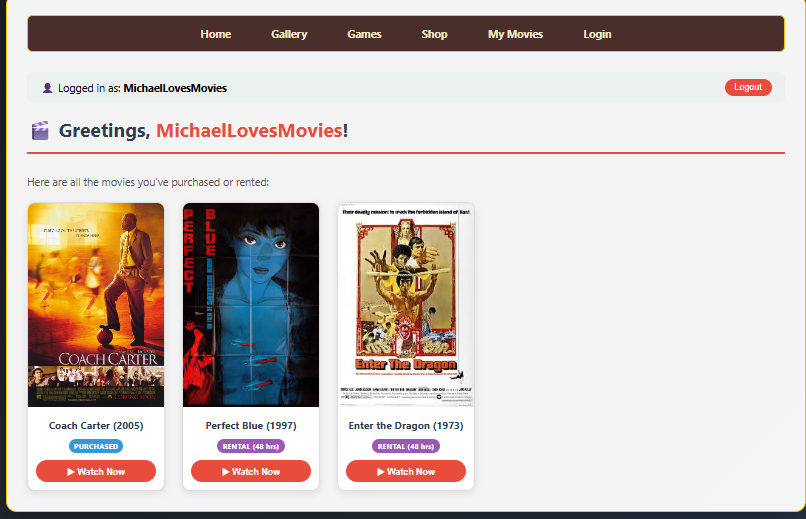 Home Gallery Games Shop My Movies Login
Logged in as: MichaelLovesMovies
Logout
Greetings, MichaelLovesMovies!
Here are all the movies you've purchased or rented:
COACH CARTER
COMING SOON
PERFECT
BLUE
Their deadly mission: to crack the forbidden island of Han!
Enter The Dragon
Coach Carter (2005)
PURCHASED
▶ Watch Now
Perfect Blue (1997)
RENTAL (48 hrs)
▶ Watch Now
Enter the Dragon (1973)
RENTAL (48 hrs)
▶ Watch Now